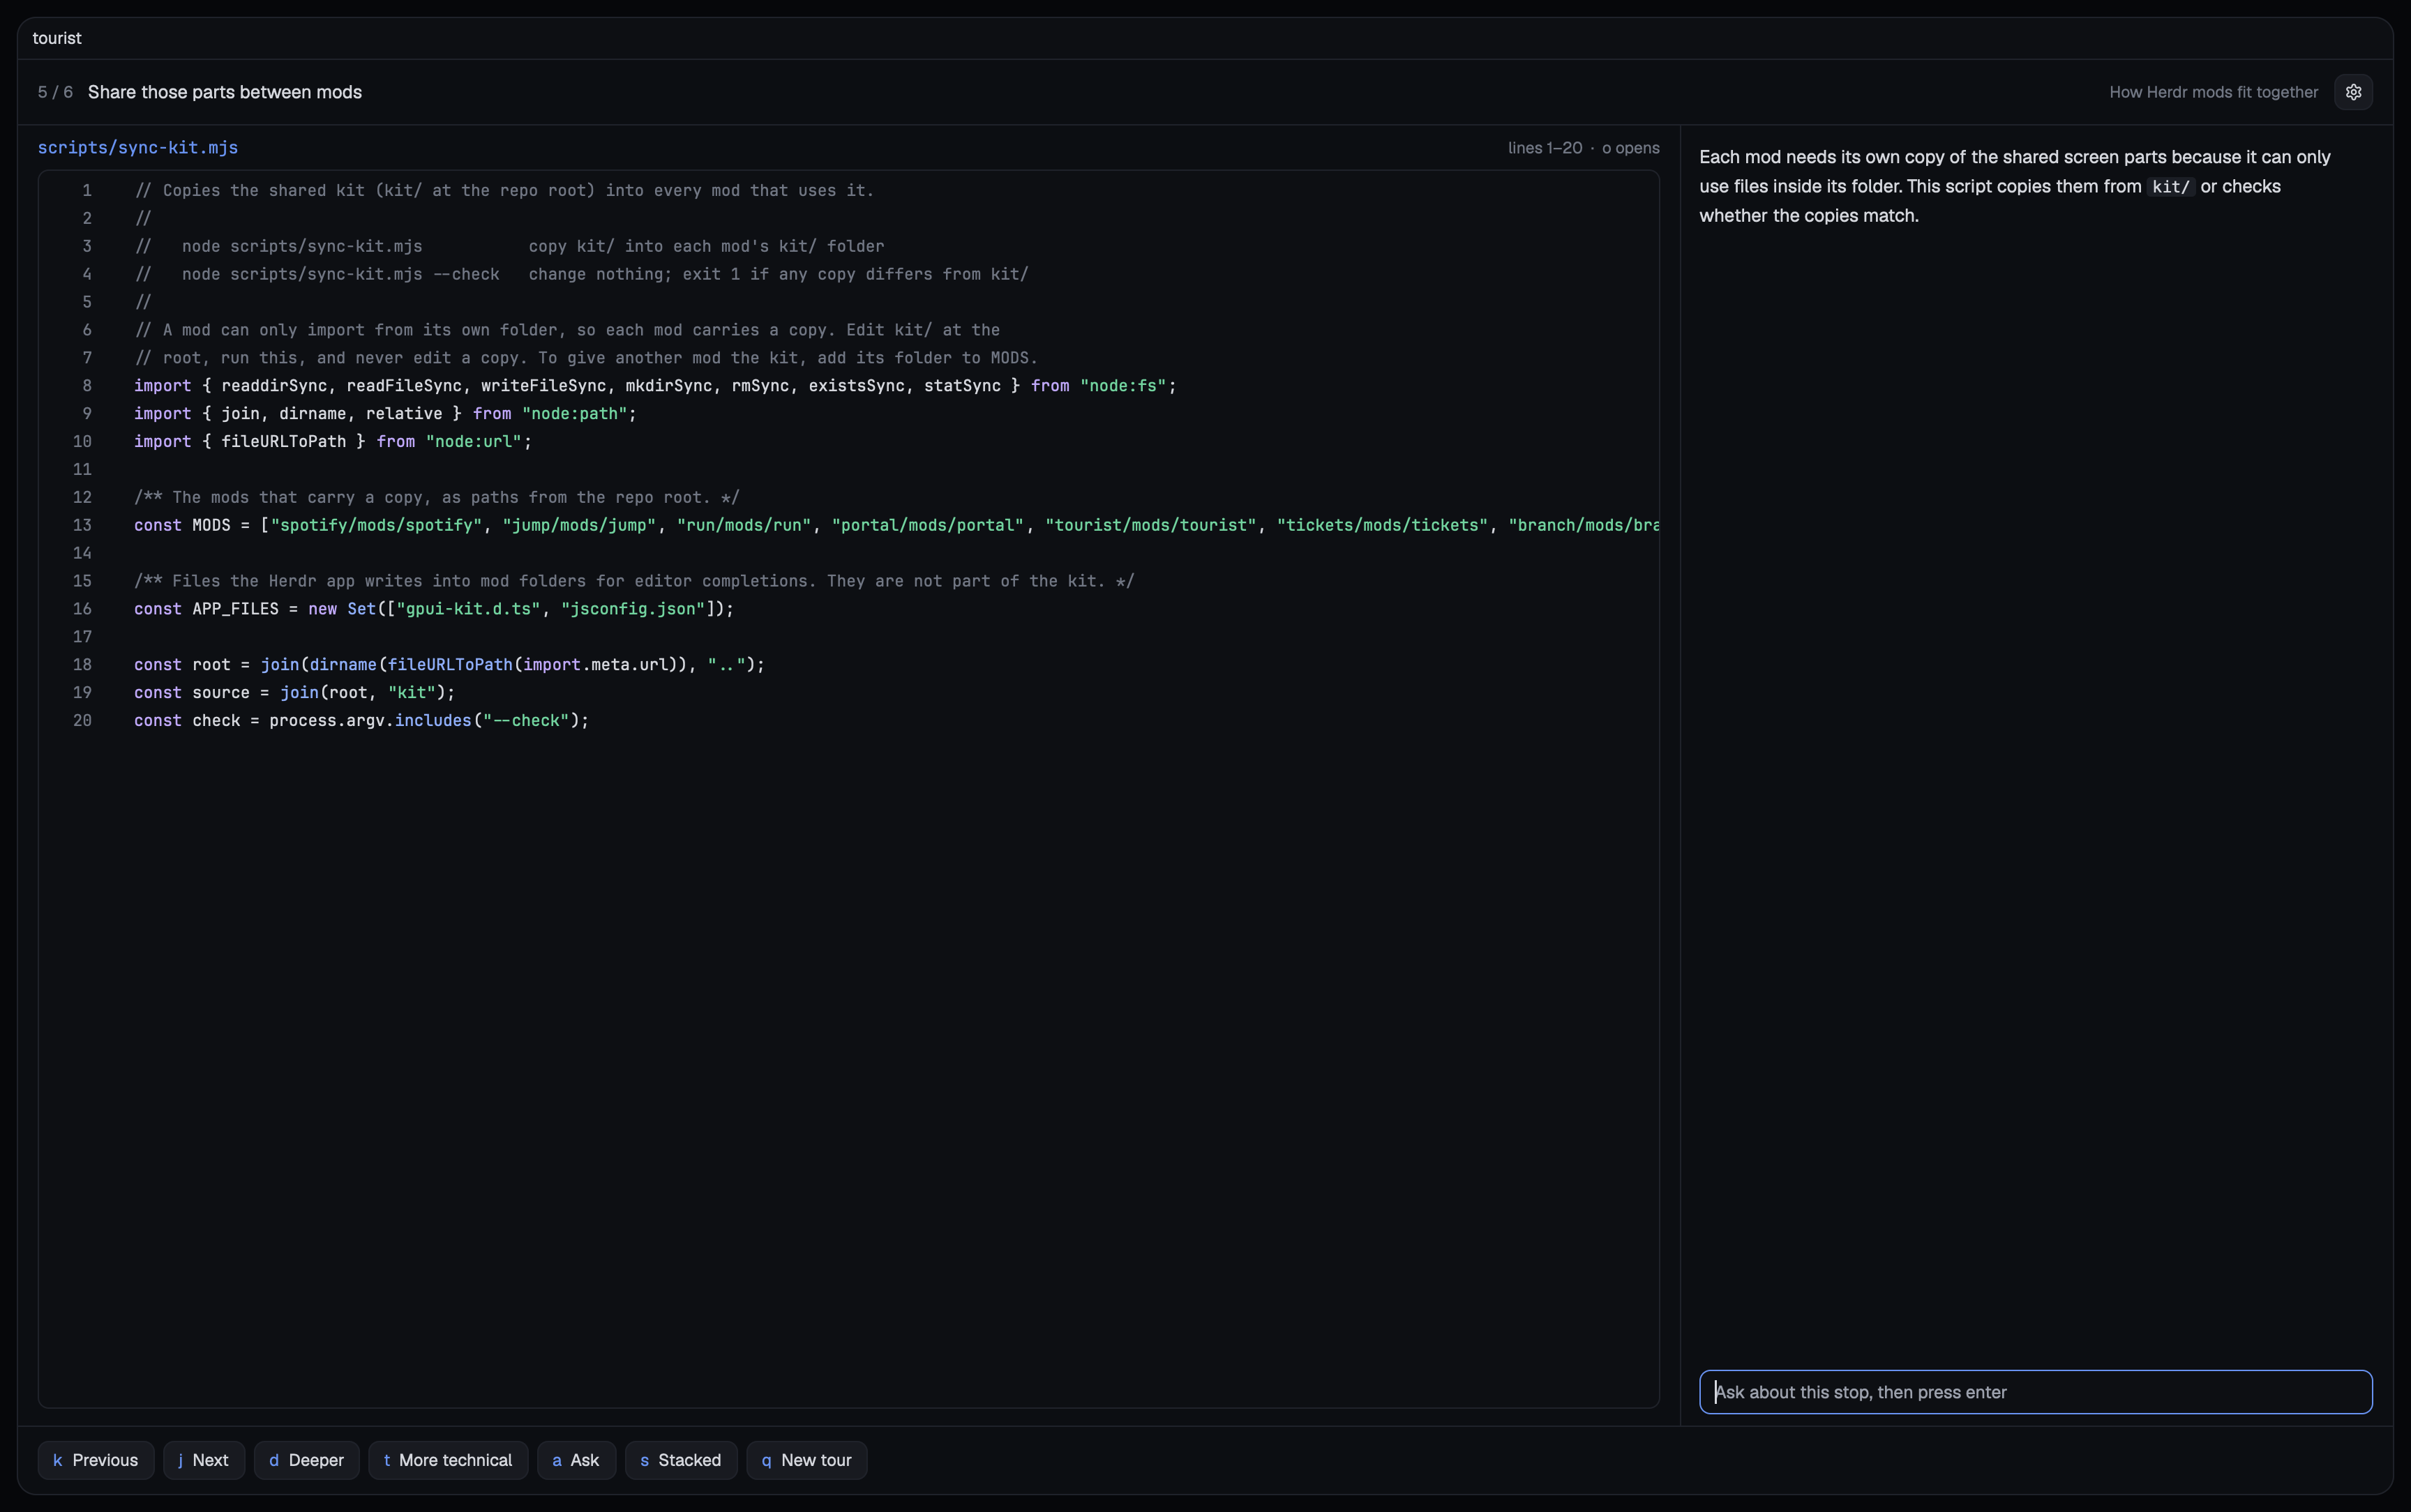 tourist
5 / 6 Share those parts between mods
How Herdr mods fit together
scripts/sync-kit.mjs
lines 1–20 · o opens
1 // Copies the shared kit (kit/ at the repo root) into every mod that uses it.
2 //
3 //   node scripts/sync-kit.mjs           copy kit/ into each mod's kit/ folder
4 //   node scripts/sync-kit.mjs --check   change nothing; exit 1 if any copy differs from kit/
5 //
6 // A mod can only import from its own folder, so each mod carries a copy. Edit kit/ at the
7 // root, run this, and never edit a copy. To give another mod the kit, add its folder to MODS.
8 import { readdirSync, readFileSync, writeFileSync, mkdirSync, rmSync, existsSync, statSync } from "node:fs";
9 import { join, dirname, relative } from "node:path";
10 import { fileURLToPath } from "node:url";
11
12 /** The mods that carry a copy, as paths from the repo root. */
13 const MODS = ["spotify/mods/spotify", "jump/mods/jump", "run/mods/run", "portal/mods/portal", "tourist/mods/tourist", "tickets/mods/tickets", "branch/mods/bra
14
15 /** Files the Herdr app writes into mod folders for editor completions. They are not part of the kit. */
16 const APP_FILES = new Set(["gpui-kit.d.ts", "jsconfig.json"]);
17
18 const root = join(dirname(fileURLToPath(import.meta.url)), "..");
19 const source = join(root, "kit");
20 const check = process.argv.includes("--check");
Each mod needs its own copy of the shared screen parts because it can only
use files inside its folder. This script copies them from kit/ or checks
whether the copies match.
Ask about this stop, then press enter
k Previous
j Next
d Deeper
t More technical
a Ask
s Stacked
q New tour